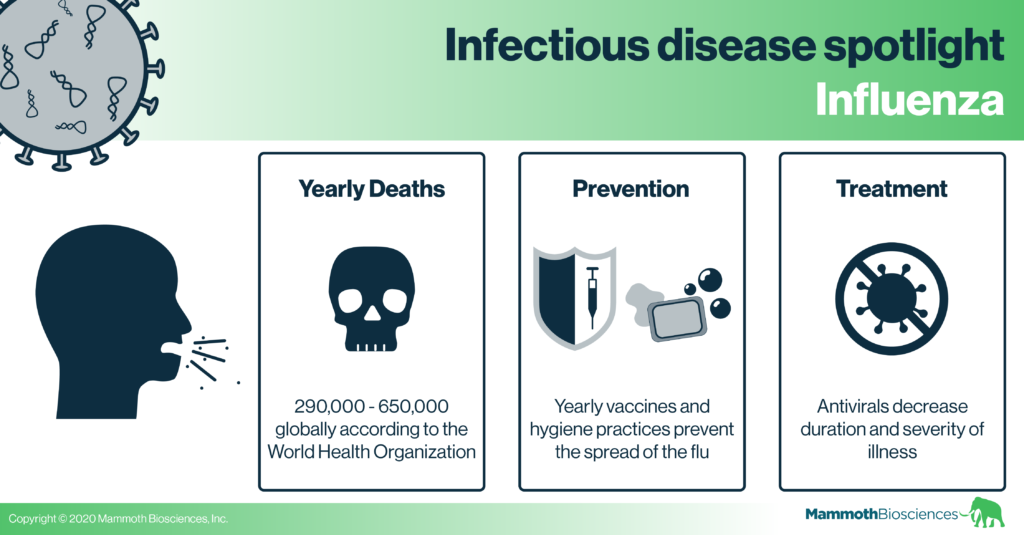 Infectious disease spotlight
Influenza
Yearly Deaths
290,000 - 650,000
globally according to the
World Health Organization
Prevention
Yearly vaccines and
hygiene practices prevent
the spread of the flu
Treatment
Antivirals decrease
duration and severity of
illness
Copyright © 2020 Mammoth Biosciences, Inc.
MammothBiosciences